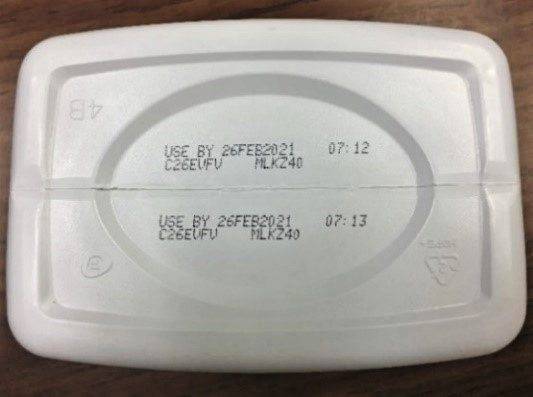 4B
USE BY 26FEB2021 07:12
C26EVFV MLKZ40
USE BY 26FEB2021 07:13
C26EVFV MLKZ40